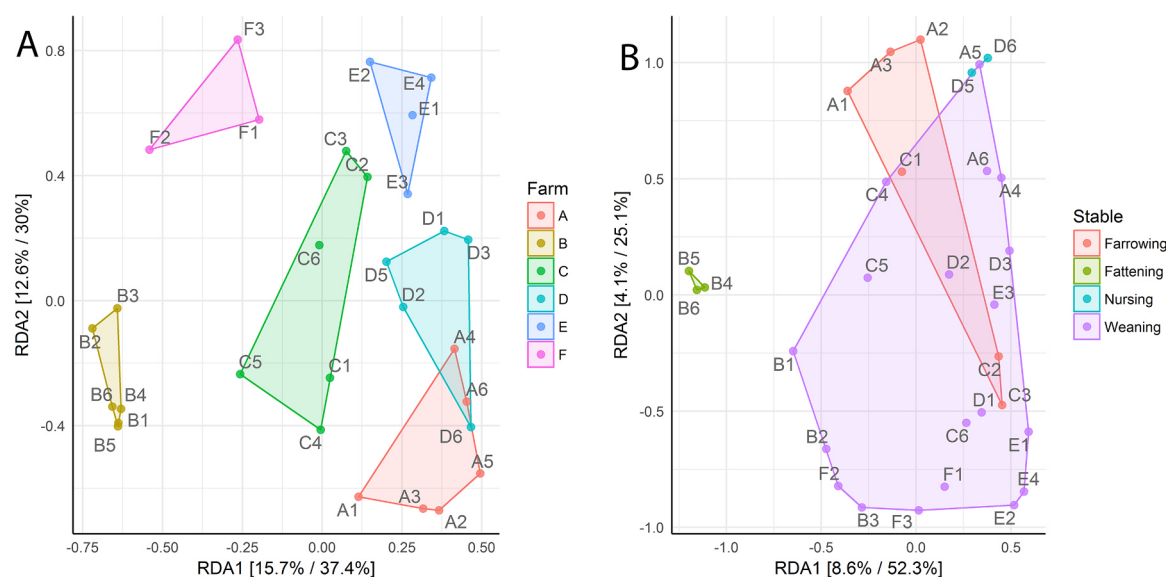 A
RDA2 [12.6% / 30%]
0.8
0.4
0.0
-0.4
F3
F2
F1
E2
E4
E1
E3
C3
C2
C6
D1
D3
D5
D2
B3
B2
A4
C5
C1
B6
B4
B1
B5
A6
D6
C4
A5
A1
A3
A2
-0.75
-0.50
-0.25
0.00
0.25
0.50
RDA1 [15.7% / 37.4%]
Farm
A
B
C
D
E
F
B
RDA2 [4.1% / 25.1%]
1.0
0.5
0.0
-0.5
-1.0
A2
A3
A5
D6
D5
A1
C1
A6
C4
A4
B5
B4
B6
C5
D2
D3
E3
B1
C2
C3
D1
C6
E1
B2
F2
F1
E4
B3
F3
E2
-1.0
-0.5
0.0
0.5
RDA1 [8.6% / 52.3%]
Stable
Farrowing
Fattening
Nursing
Weaning